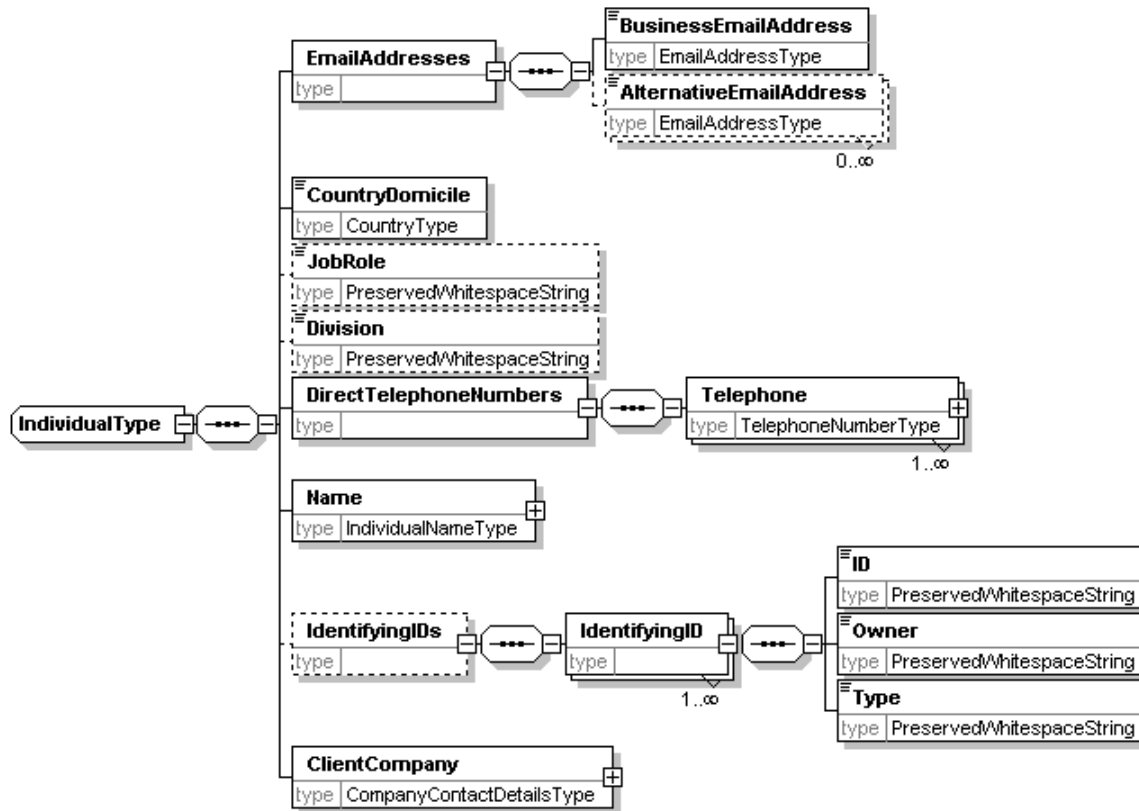 EmailAddresses
type
BusinessEmailAddress
type EmailAddressType
AlternativeEmailAddress
type EmailAddressType
0..∞
CountryDomicile
type CountryType
JobRole
type PreservedWhitespaceString
Division
type PreservedWhitespaceString
IndividualType
DirectTelephoneNumbers
type
Telephone
type TelephoneNumberType
1..∞
Name
type IndividualNameType
IdentifyingIDs
type
IdentifyingID
type
1..∞
ID
type PreservedWhitespaceString
Owner
type PreservedWhitespaceString
Type
type PreservedWhitespaceString
ClientCompany
type CompanyContactDetailsType